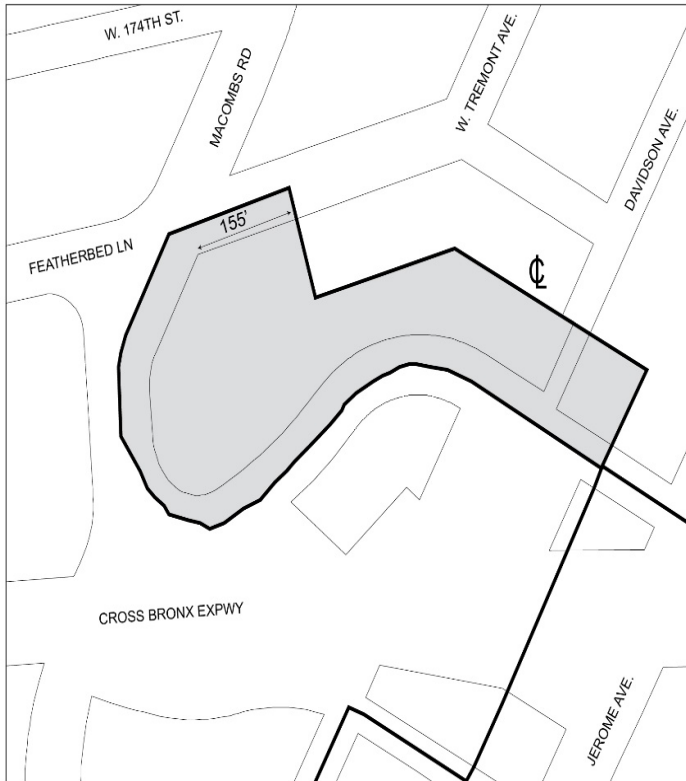 W. 174TH ST.
MACOMBS RD
W. TREMONT AVE.
DAVIDSON AVE.
155'
FEATHERBED LN
℄
CROSS BRONX EXPWY
JEROME AVE.